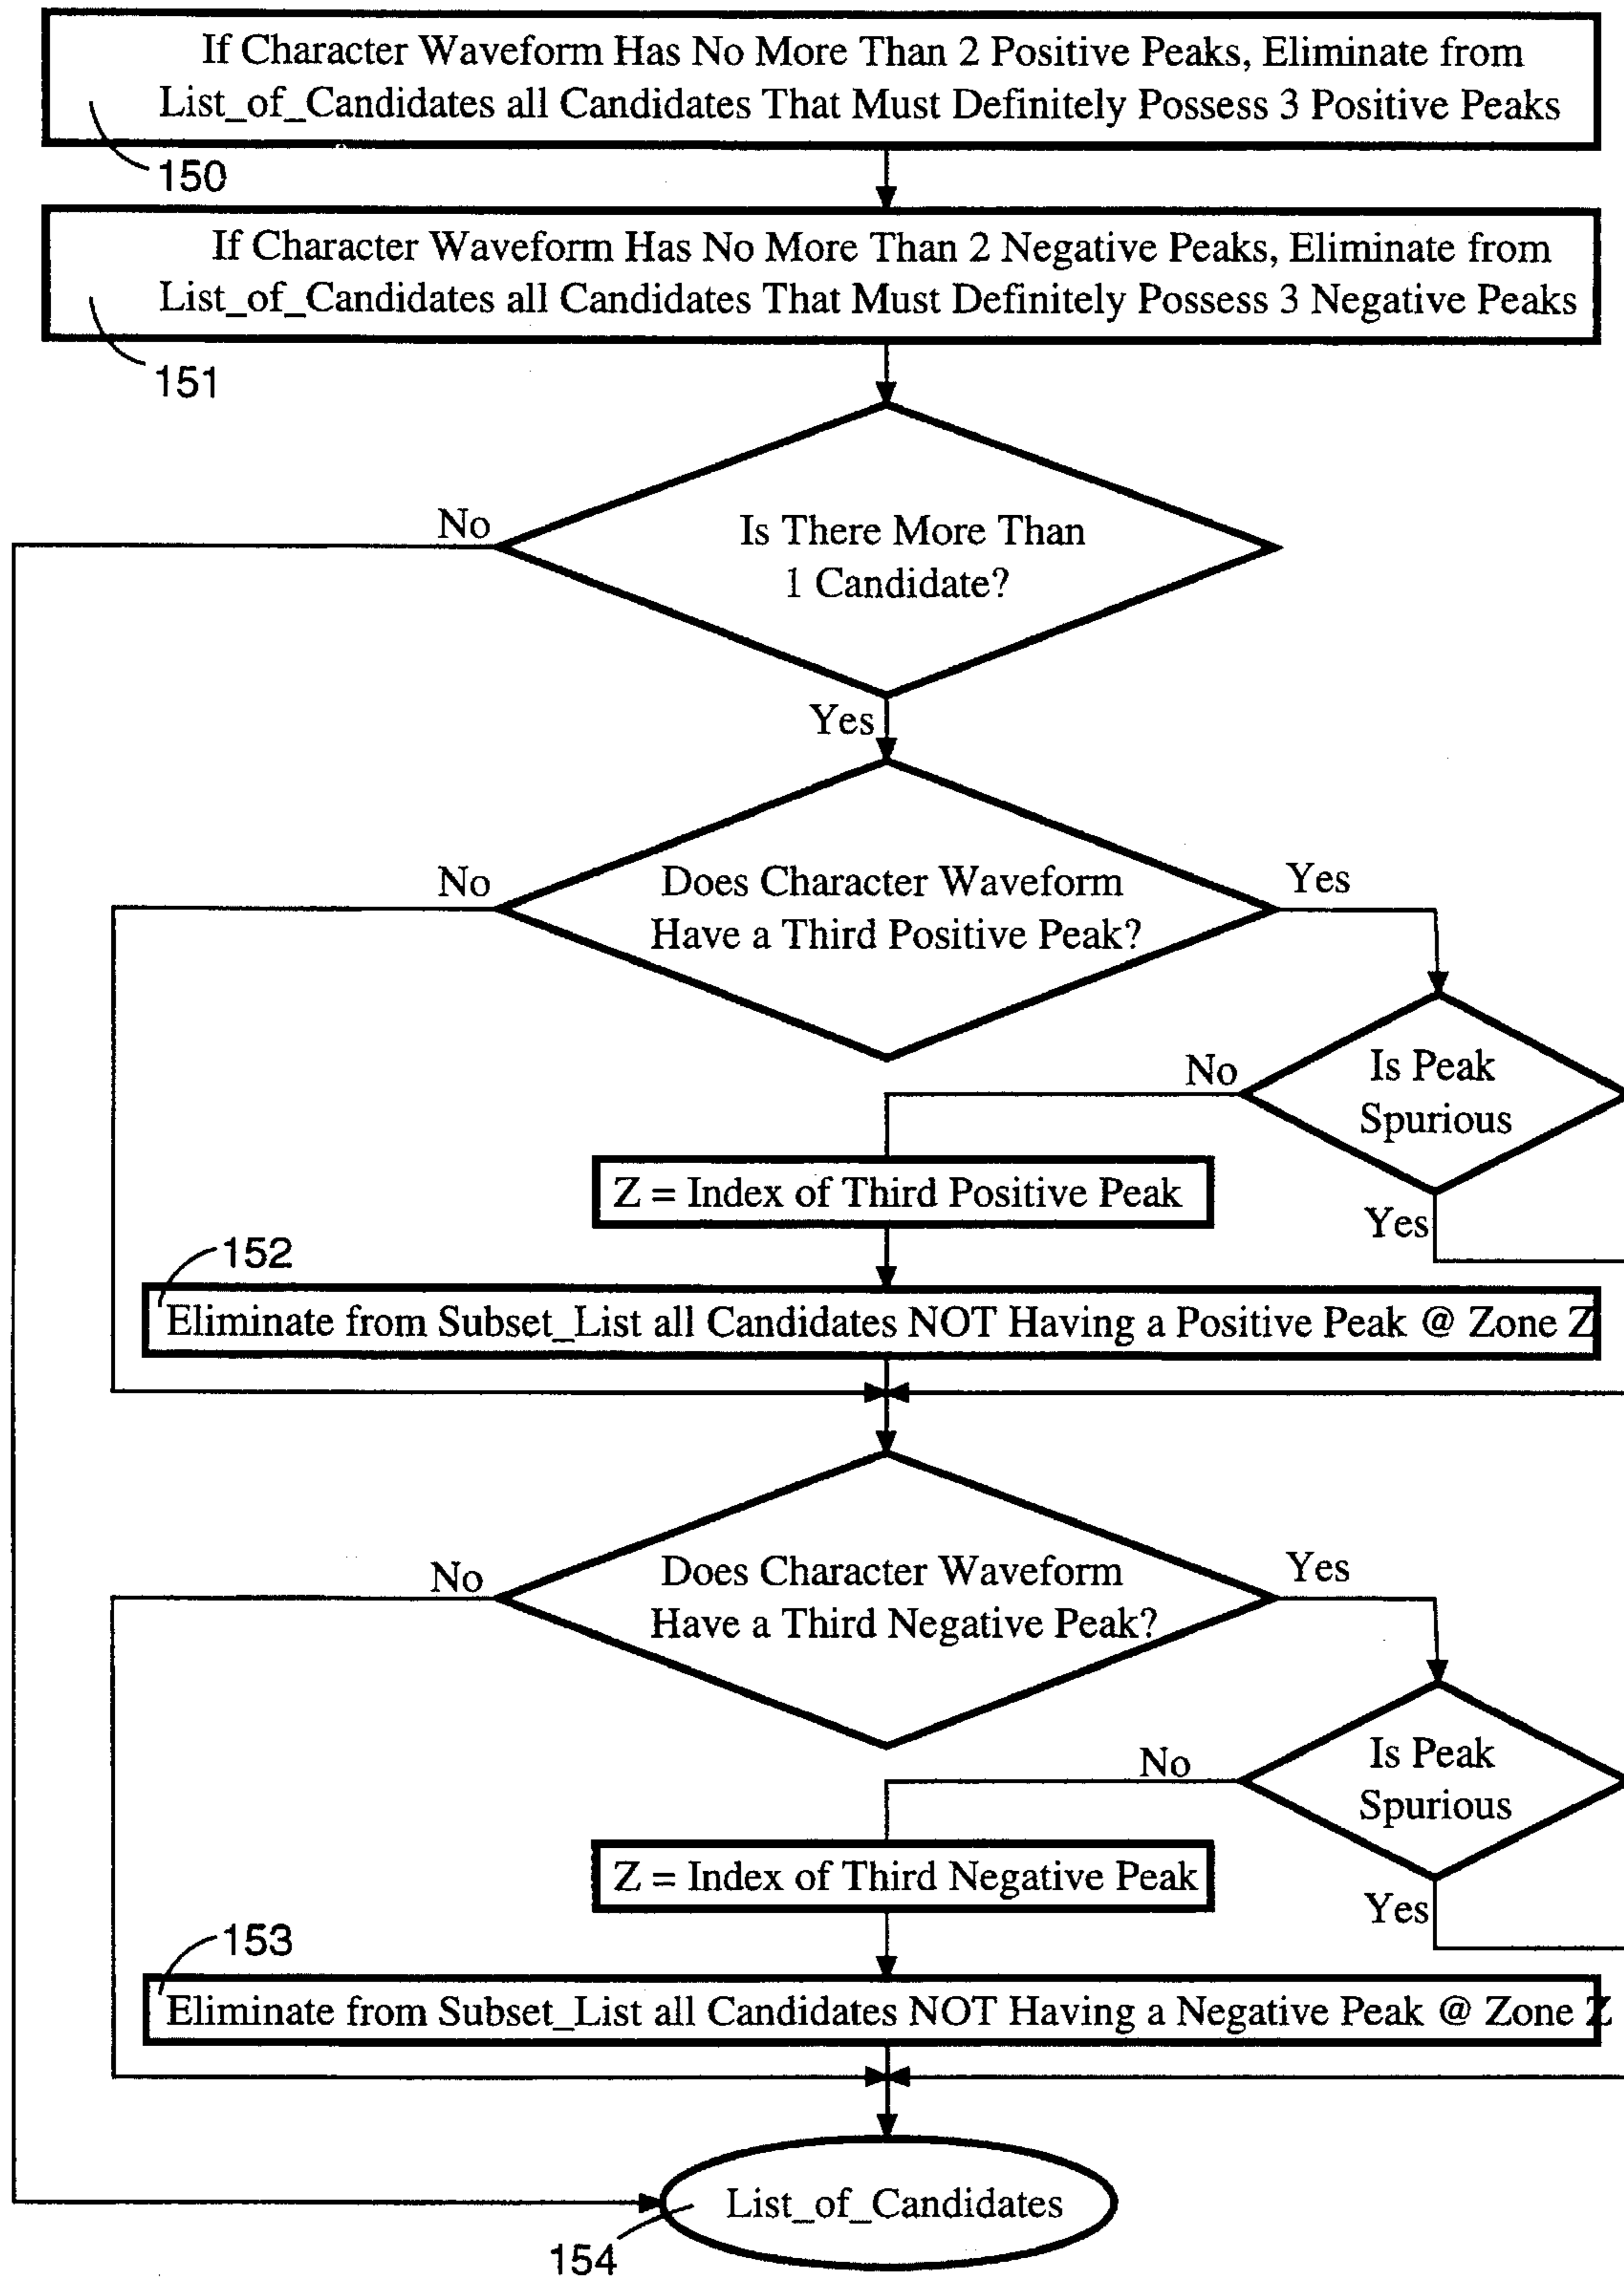 If Character Waveform Has No More Than 2 Positive Peaks, Eliminate from
List_of_Candidates all Candidates That Must Definitely Possess 3 Positive Peaks
150
If Character Waveform Has No More Than 2 Negative Peaks, Eliminate from
List_of_Candidates all Candidates That Must Definitely Possess 3 Negative Peaks
151
No
Is There More Than
1 Candidate?
Yes
No
Does Character Waveform
Have a Third Positive Peak?
Yes
No
Is Peak
Spurious
Z = Index of Third Positive Peak
Yes
152
Eliminate from Subset_List all Candidates NOT Having a Positive Peak @ Zone Z
No
Does Character Waveform
Have a Third Negative Peak?
Yes
No
Is Peak
Spurious
Z = Index of Third Negative Peak
Yes
153
Eliminate from Subset_List all Candidates NOT Having a Negative Peak @ Zone Z
List_of_Candidates
154